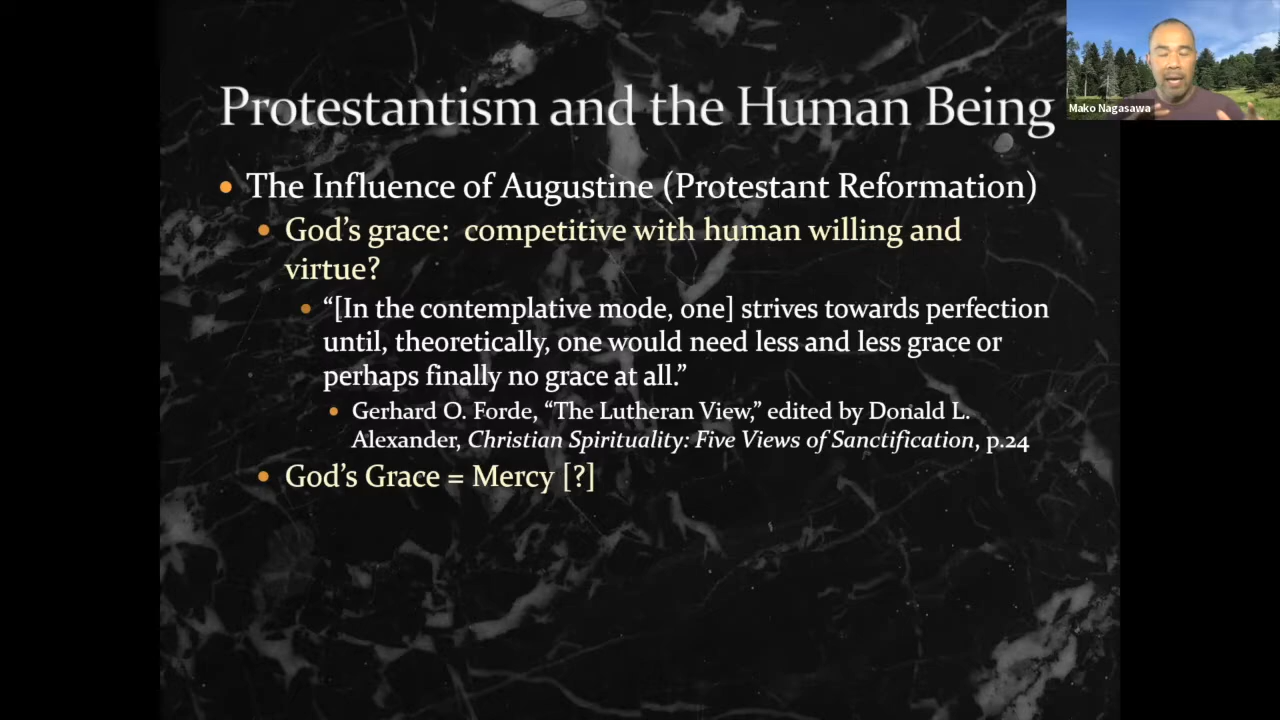 Protestantism and the Human Being
Mako Nagasawa
The Influence of Augustine (Protestant Reformation)
God's grace:  competitive with human willing and
virtue?
“[In the contemplative mode, one] strives towards perfection
until, theoretically, one would need less and less grace or
perhaps finally no grace at all.”
Gerhard O. Forde, “The Lutheran View,” edited by Donald L.
Alexander, Christian Spirituality: Five Views of Sanctification, p.24
God's Grace = Mercy [?]